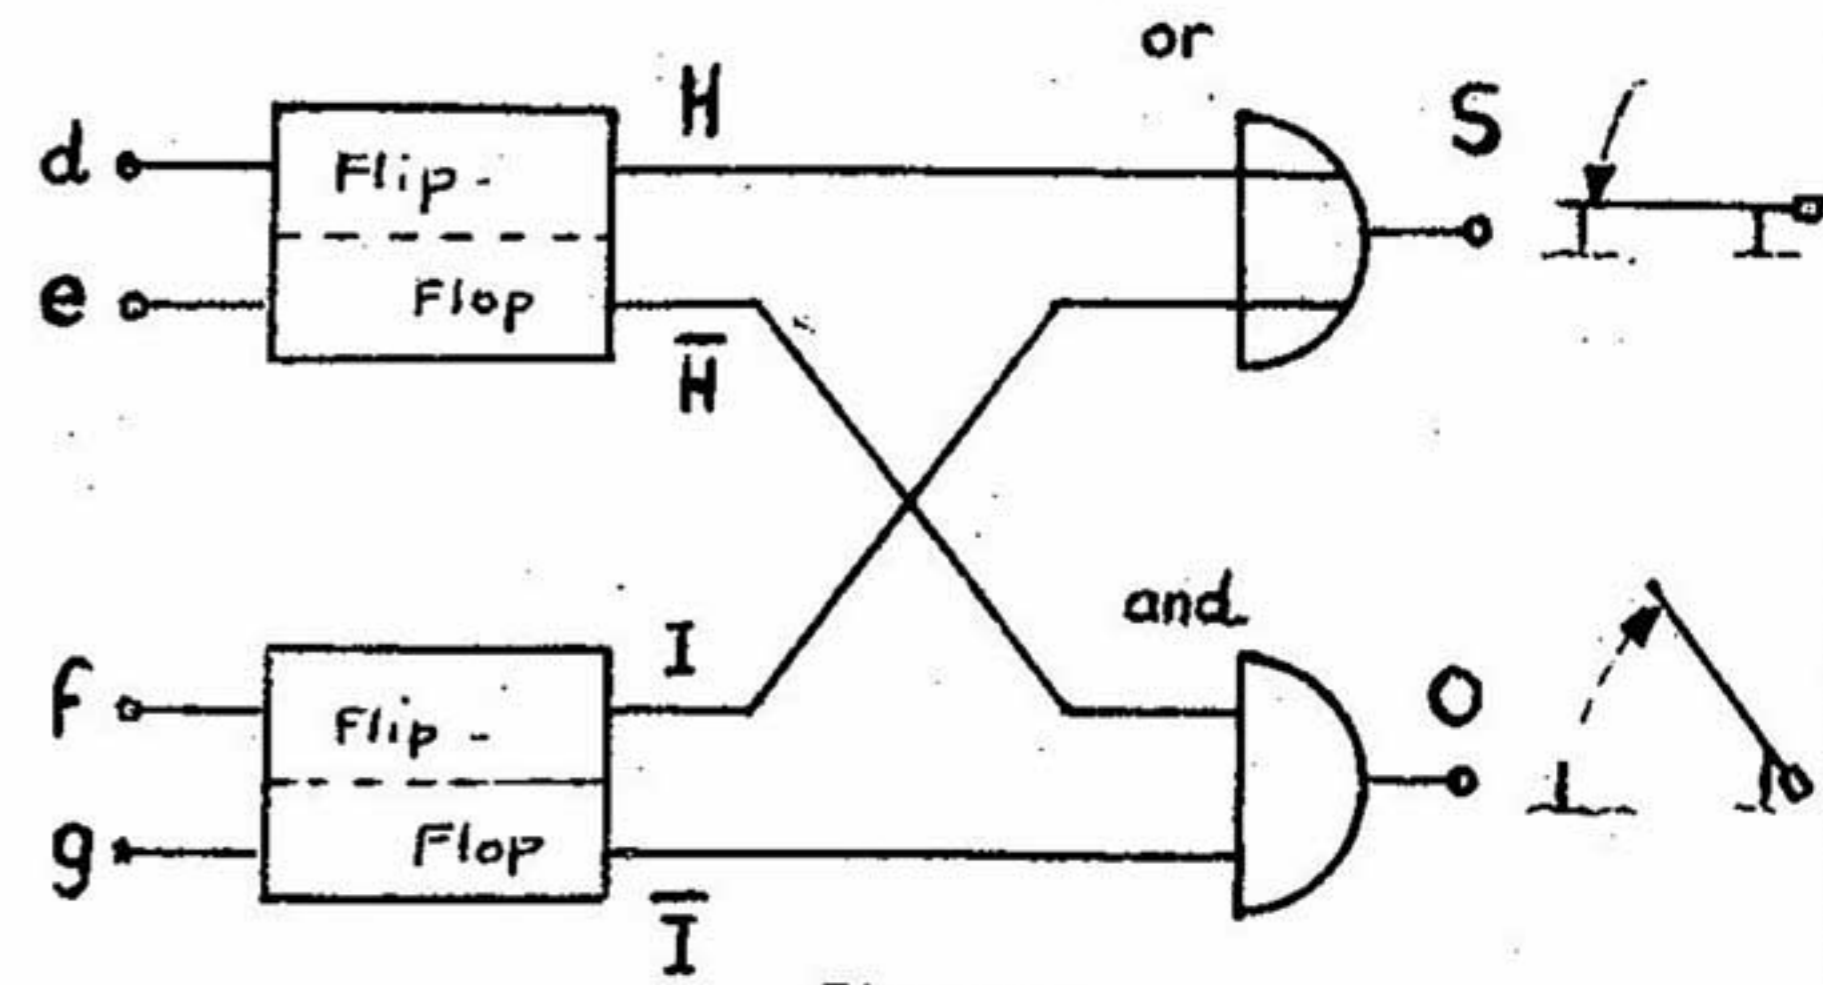 or
H
S
d
Flip-
e
Flop
H̅
and
I
O
f
Flip-
g
Flop
I̅